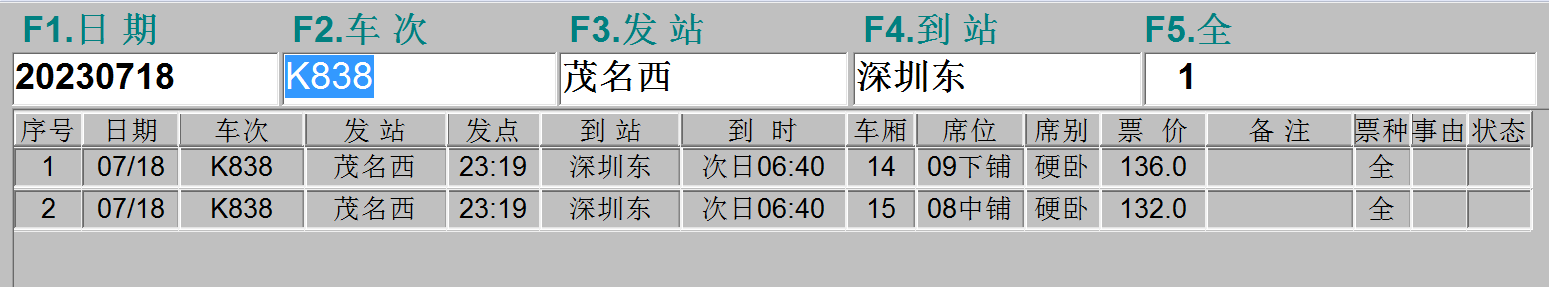 F1.日 期 F2.车 次 F3.发 站 F4.到 站 F5.全
20230718 K838 茂名西 深圳东 1
序号 日期 车次 发 站 发点 到 站 到 时 车厢 席位 席别 票 价 备 注 票种 事由 状态
1 07/18 K838 茂名西 23:19 深圳东 次日06:40 14 09下铺 硬卧 136.0 全
2 07/18 K838 茂名西 23:19 深圳东 次日06:40 15 08中铺 硬卧 132.0 全